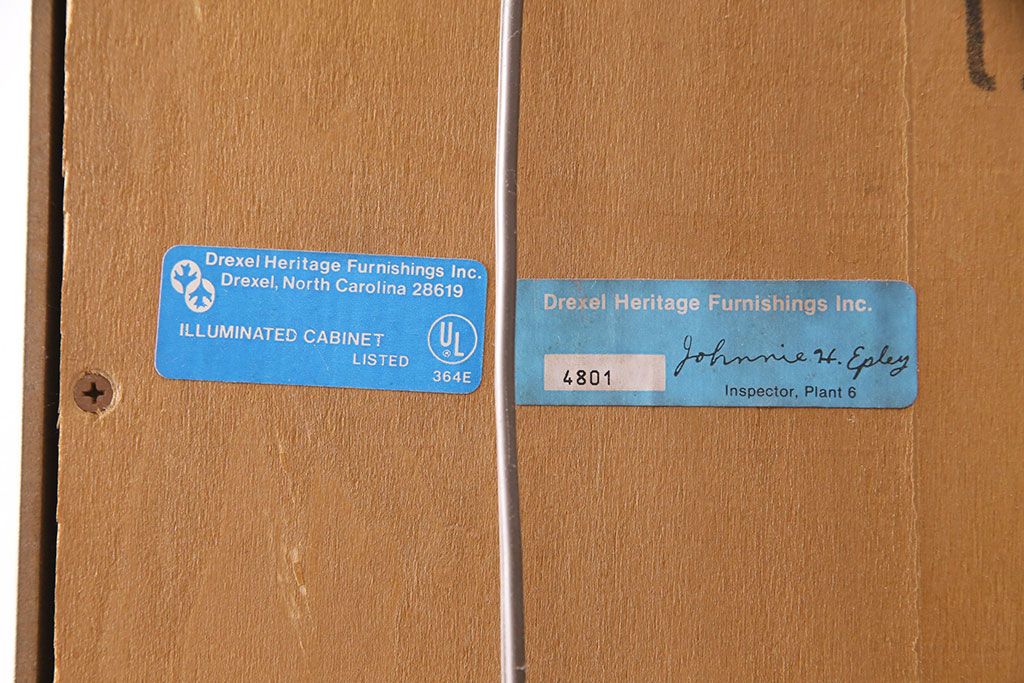 Drexel Heritage Furnishings Inc.
Drexel, North Carolina 28619
ILLUMINATED CABINET
LISTED
UL
364E
Drexel Heritage Furnishings Inc.
4801
Johnnie H. Epley
Inspector, Plant 6